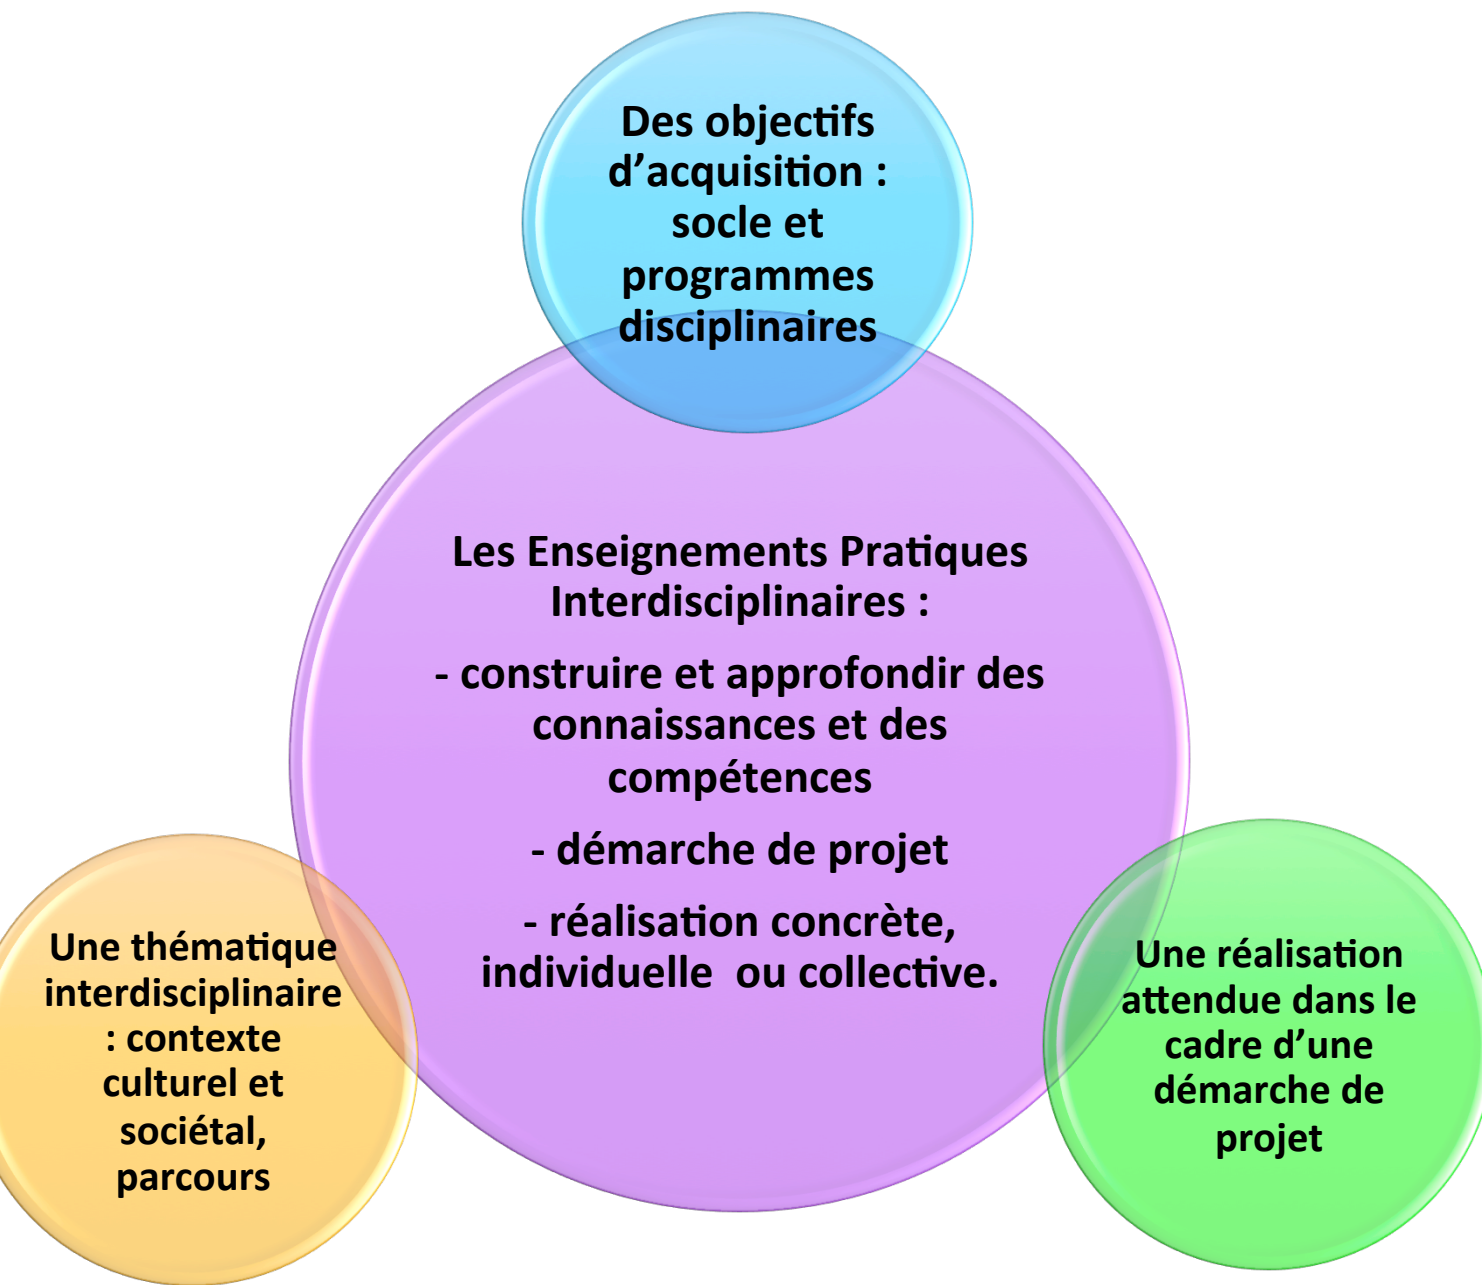 Des objectifs
d’acquisition :
socle et
programmes
disciplinaires
Les Enseignements Pratiques
Interdisciplinaires :
- construire et approfondir des
connaissances et des
compétences
- démarche de projet
- réalisation concrète,
individuelle ou collective.
Une thématique
interdisciplinaire
: contexte
culturel et
sociétal,
parcours
Une réalisation
attendue dans le
cadre d’une
démarche de
projet